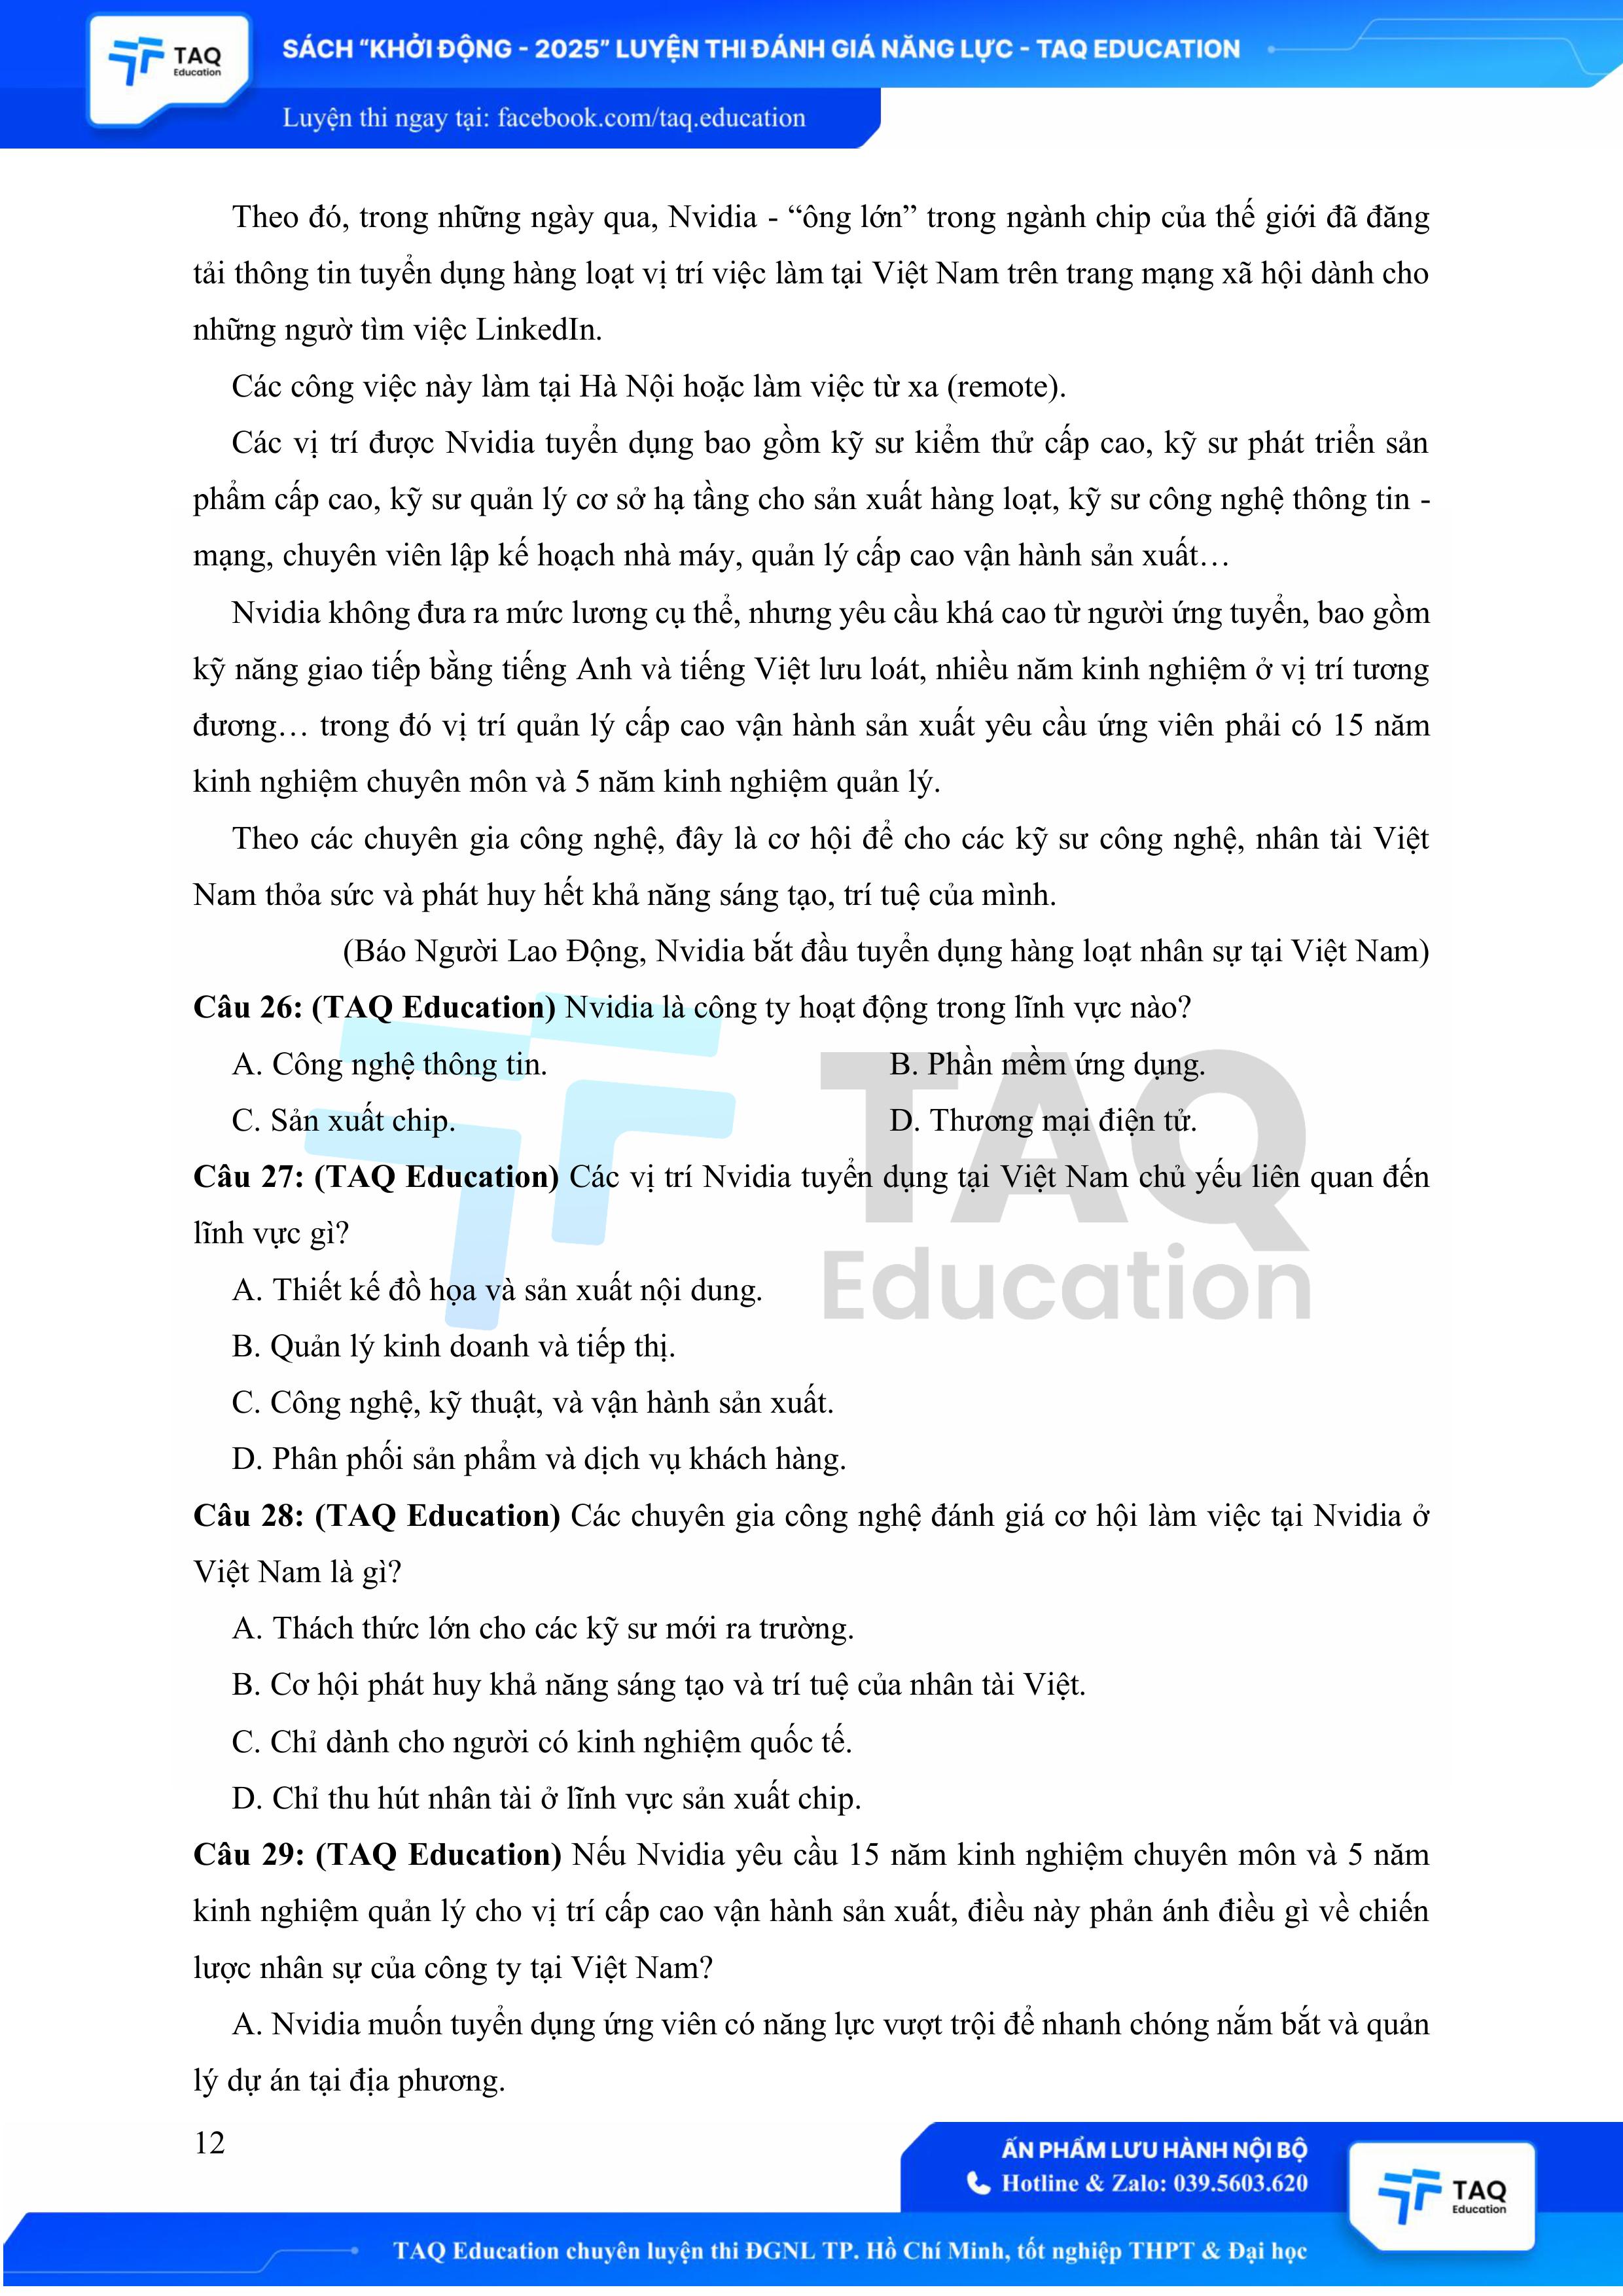 TAQ
Education
SÁCH “KHỞI ĐỘNG - 2025” LUYỆN THI ĐÁNH GIÁ NĂNG LỰC - TAQ EDUCATION
Luyện thi ngay tại: facebook.com/taq.education
Theo đó, trong những ngày qua, Nvidia - “ông lớn” trong ngành chip của thế giới đã đăng
tải thông tin tuyển dụng hàng loạt vị trí việc làm tại Việt Nam trên trang mạng xã hội dành cho
những ngườ tìm việc LinkedIn.
Các công việc này làm tại Hà Nội hoặc làm việc từ xa (remote).
Các vị trí được Nvidia tuyển dụng bao gồm kỹ sư kiểm thử cấp cao, kỹ sư phát triển sản
phẩm cấp cao, kỹ sư quản lý cơ sở hạ tầng cho sản xuất hàng loạt, kỹ sư công nghệ thông tin -
mạng, chuyên viên lập kế hoạch nhà máy, quản lý cấp cao vận hành sản xuất…
Nvidia không đưa ra mức lương cụ thể, nhưng yêu cầu khá cao từ người ứng tuyển, bao gồm
kỹ năng giao tiếp bằng tiếng Anh và tiếng Việt lưu loát, nhiều năm kinh nghiệm ở vị trí tương
đương… trong đó vị trí quản lý cấp cao vận hành sản xuất yêu cầu ứng viên phải có 15 năm
kinh nghiệm chuyên môn và 5 năm kinh nghiệm quản lý.
Theo các chuyên gia công nghệ, đây là cơ hội để cho các kỹ sư công nghệ, nhân tài Việt
Nam thỏa sức và phát huy hết khả năng sáng tạo, trí tuệ của mình.
(Báo Người Lao Động, Nvidia bắt đầu tuyển dụng hàng loạt nhân sự tại Việt Nam)
Câu 26: (TAQ Education) Nvidia là công ty hoạt động trong lĩnh vực nào?
A. Công nghệ thông tin. B. Phần mềm ứng dụng.
C. Sản xuất chip. D. Thương mại điện tử.
Câu 27: (TAQ Education) Các vị trí Nvidia tuyển dụng tại Việt Nam chủ yếu liên quan đến
lĩnh vực gì?
A. Thiết kế đồ họa và sản xuất nội dung.
B. Quản lý kinh doanh và tiếp thị.
C. Công nghệ, kỹ thuật, và vận hành sản xuất.
D. Phân phối sản phẩm và dịch vụ khách hàng.
TAQ
Education
Câu 28: (TAQ Education) Các chuyên gia công nghệ đánh giá cơ hội làm việc tại Nvidia ở
Việt Nam là gì?
A. Thách thức lớn cho các kỹ sư mới ra trường.
B. Cơ hội phát huy khả năng sáng tạo và trí tuệ của nhân tài Việt.
C. Chỉ dành cho người có kinh nghiệm quốc tế.
D. Chỉ thu hút nhân tài ở lĩnh vực sản xuất chip.
Câu 29: (TAQ Education) Nếu Nvidia yêu cầu 15 năm kinh nghiệm chuyên môn và 5 năm
kinh nghiệm quản lý cho vị trí cấp cao vận hành sản xuất, điều này phản ánh điều gì về chiến
lược nhân sự của công ty tại Việt Nam?
A. Nvidia muốn tuyển dụng ứng viên có năng lực vượt trội để nhanh chóng nắm bắt và quản
lý dự án tại địa phương.
12
ẤN PHẨM LƯU HÀNH NỘI BỘ
Hotline & Zalo: 039.5603.620
TAQ
Education
TAQ Education chuyên luyện thi ĐGNL TP. Hồ Chí Minh, tốt nghiệp THPT & Đại học